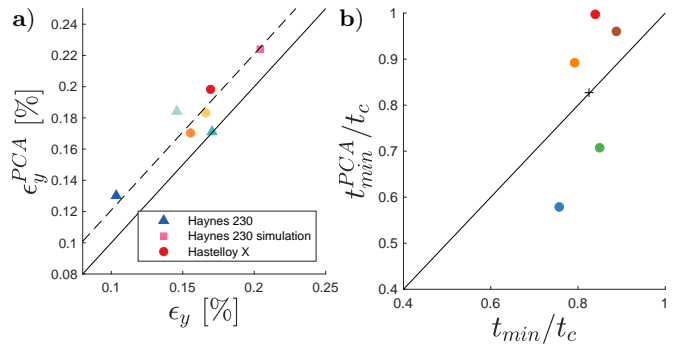 a)
0.25
0.24
0.22
0.2
0.18
0.16
0.14
0.12
0.1
0.08
ϵ_y^{PCA} [%]
Haynes 230
Haynes 230 simulation
Hastelloy X
0.1 0.15 0.2 0.25
ϵ_y [%]
b)
1
0.9
0.8
0.7
0.6
0.5
0.4
t_{min}^{PCA}/t_c
0.4 0.6 0.8 1
t_{min}/t_c